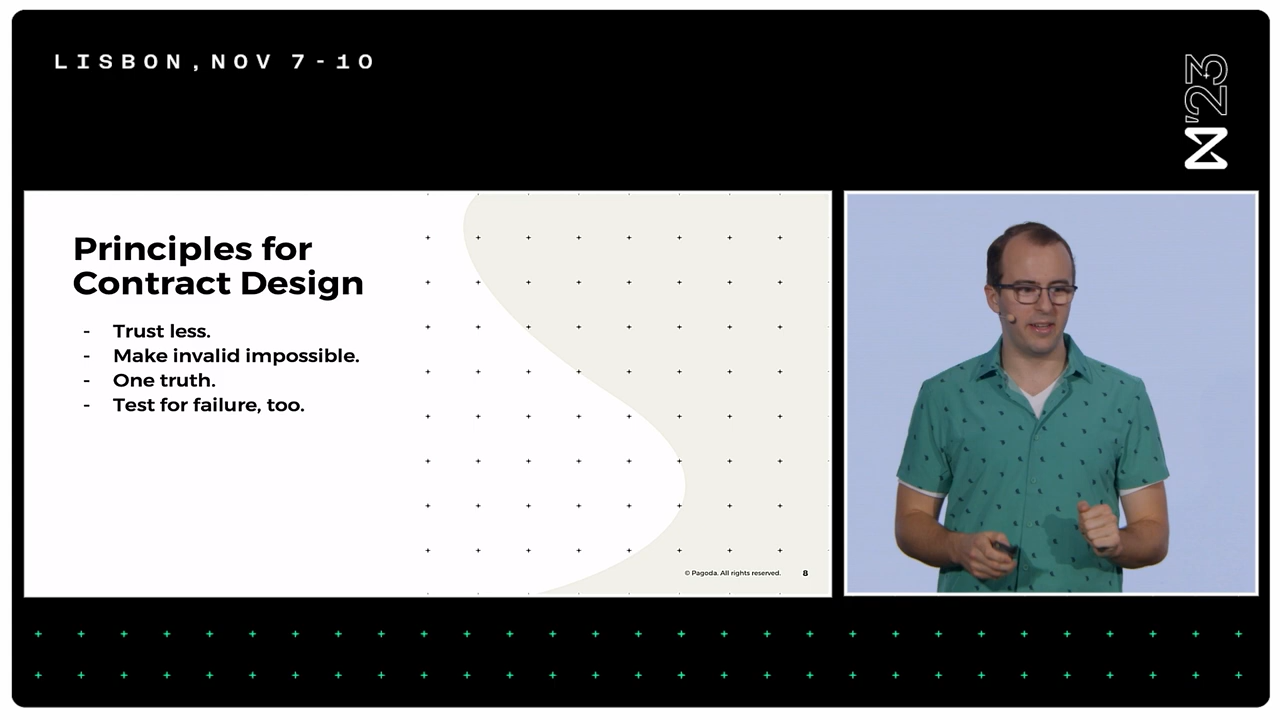 LISBON, NOV 7-10
'23
Principles for
Contract Design
- Trust less.
- Make invalid impossible.
- One truth.
- Test for failure, too.
© Pagoda. All rights reserved.
8